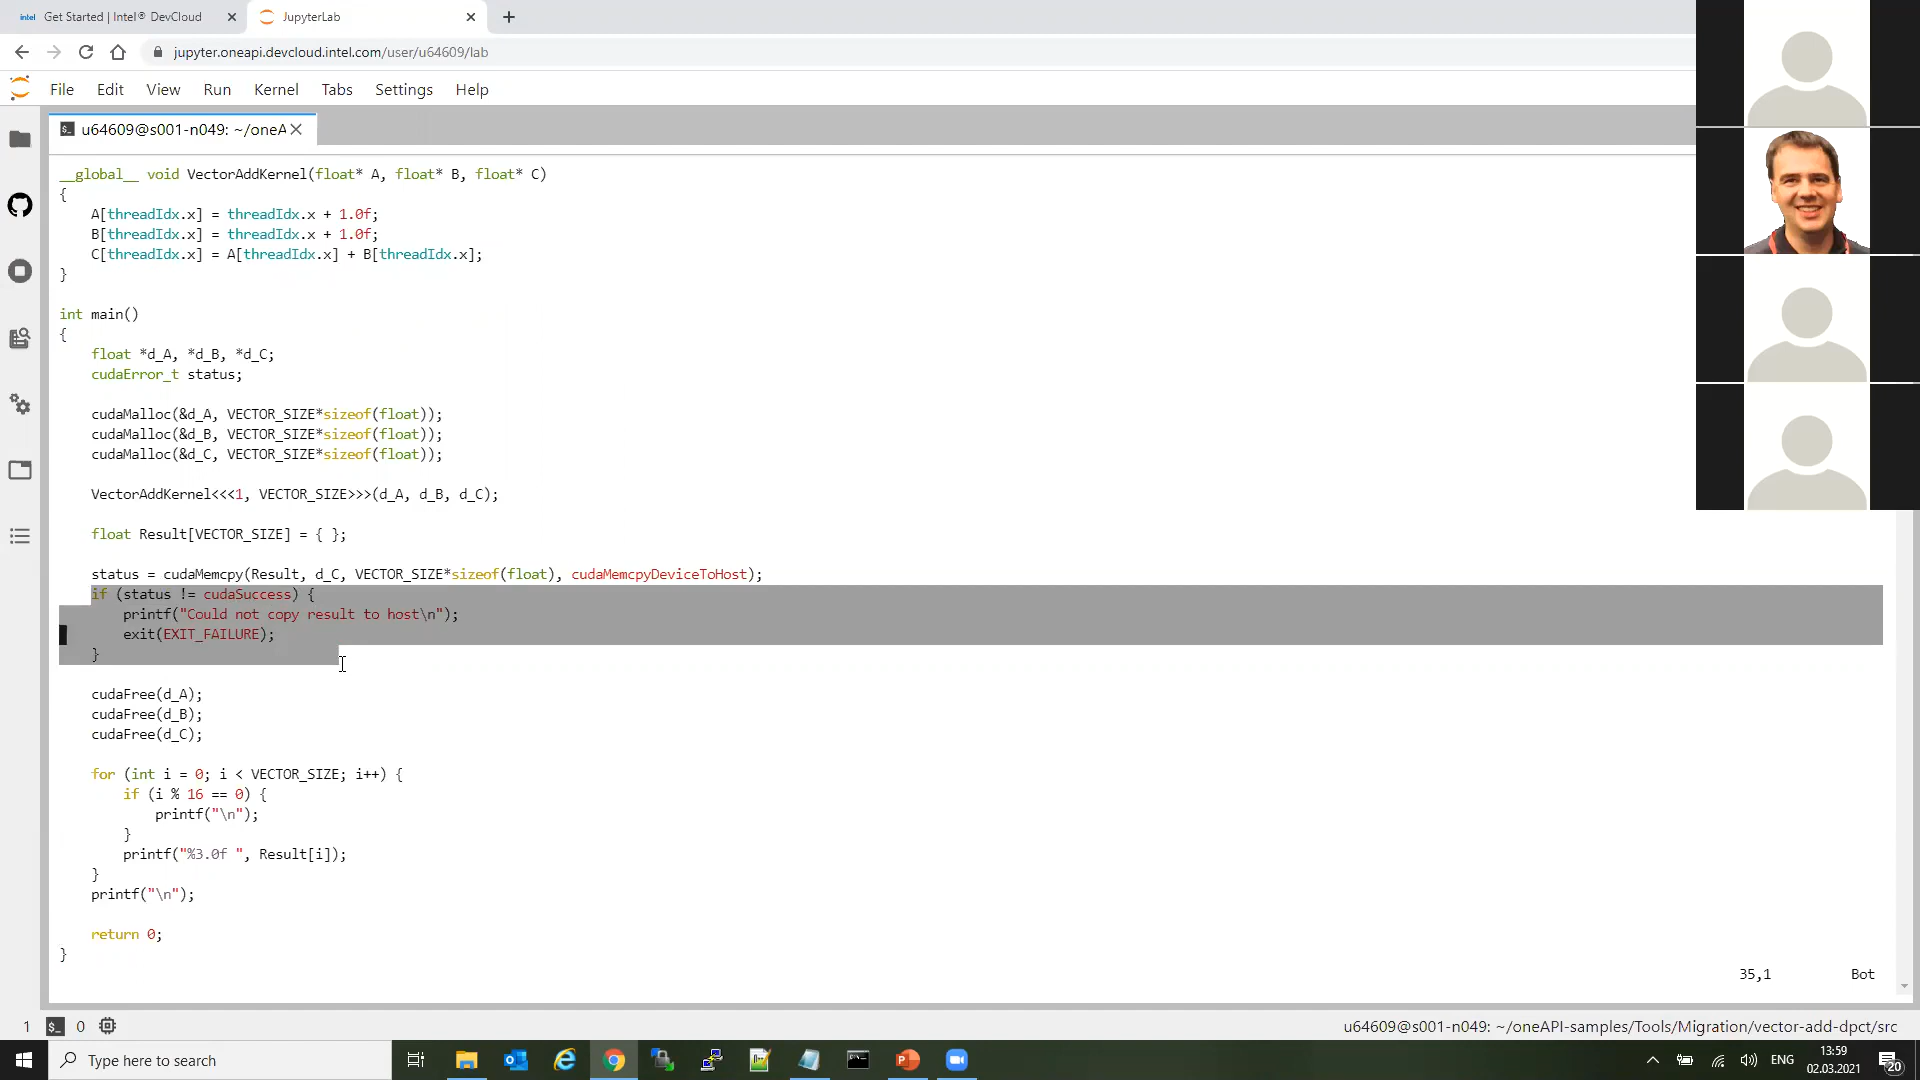 intel Get Started | Intel® DevCloud
JupyterLab
jupyter.oneapi.devcloud.intel.com/user/u64609/lab
File Edit View Run Kernel Tabs Settings Help
u64609@s001-n049: ~/oneA
__global__ void VectorAddKernel(float* A, float* B, float* C)
{
    A[threadIdx.x] = threadIdx.x + 1.0f;
    B[threadIdx.x] = threadIdx.x + 1.0f;
    C[threadIdx.x] = A[threadIdx.x] + B[threadIdx.x];
}
int main()
{
    float *d_A, *d_B, *d_C;
    cudaError_t status;
    cudaMalloc(&d_A, VECTOR_SIZE*sizeof(float));
    cudaMalloc(&d_B, VECTOR_SIZE*sizeof(float));
    cudaMalloc(&d_C, VECTOR_SIZE*sizeof(float));
    VectorAddKernel<<<1, VECTOR_SIZE>>>(d_A, d_B, d_C);
    float Result[VECTOR_SIZE] = { };
    status = cudaMemcpy(Result, d_C, VECTOR_SIZE*sizeof(float), cudaMemcpyDeviceToHost);
    if (status != cudaSuccess) {
        printf("Could not copy result to host\n");
        exit(EXIT_FAILURE);
    }
    cudaFree(d_A);
    cudaFree(d_B);
    cudaFree(d_C);
    for (int i = 0; i < VECTOR_SIZE; i++) {
        if (i % 16 == 0) {
            printf("\n");
        }
        printf("%3.0f ", Result[i]);
    }
    printf("\n");
    return 0;
}
35,1 Bot
1 $_ 0
u64609@s001-n049: ~/oneAPI-samples/Tools/Migration/vector-add-dpct/src
Type here to search
ENG
13:59
02.03.2021
20